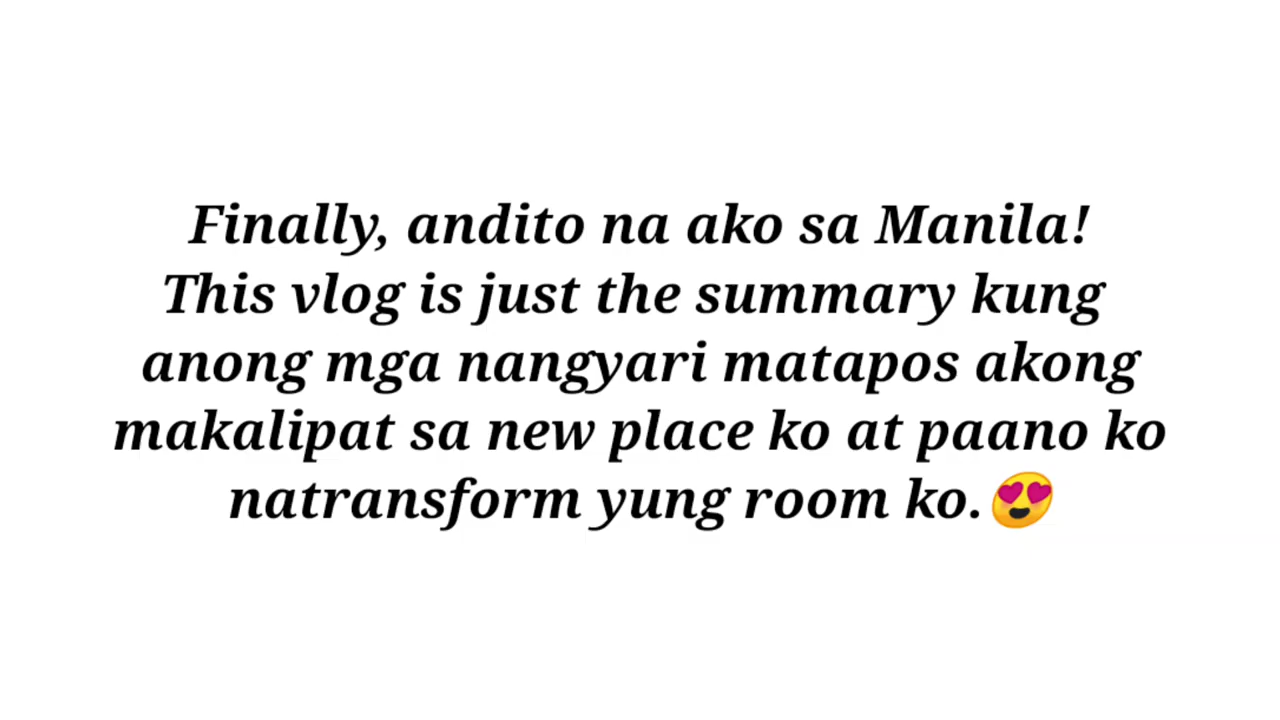 Finally, andito na ako sa Manila!
This vlog is just the summary kung
anong mga nangyari matapos akong
makalipat sa new place ko at paano ko
natransform yung room ko.😍